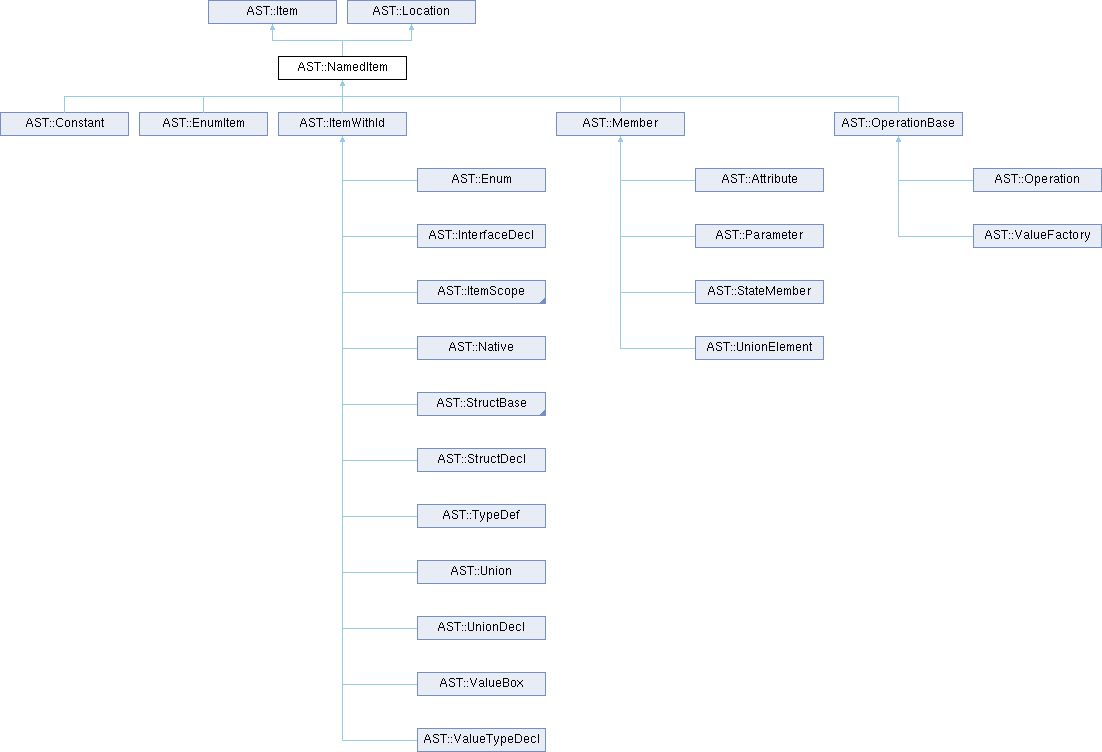 AST::Item
AST::Location
AST::NamedItem
AST::Constant
AST::EnumItem
AST::ItemWithId
AST::Member
AST::OperationBase
AST::Enum
AST::Attribute
AST::Operation
AST::InterfaceDecl
AST::Parameter
AST::ValueFactory
AST::ItemScope
AST::StateMember
AST::Native
AST::UnionElement
AST::StructBase
AST::StructDecl
AST::TypeDef
AST::Union
AST::UnionDecl
AST::ValueBox
AST::ValueTypeDecl